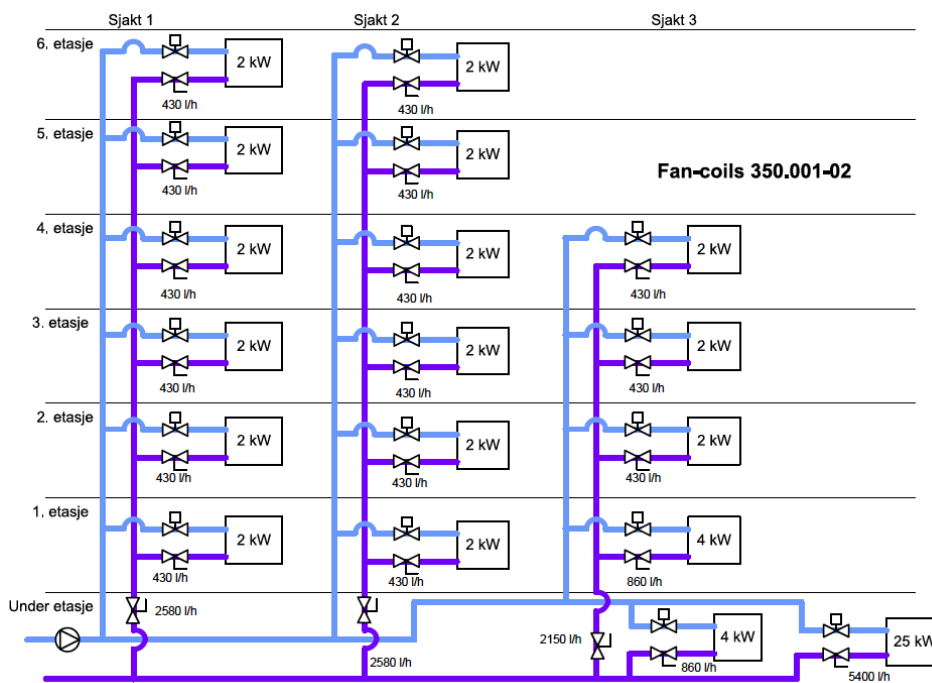 Sjakt 1 Sjakt 2 Sjakt 3
6. etasje
2 kW 2 kW
430 l/h 430 l/h
5. etasje
2 kW 2 kW
430 l/h 430 l/h
Fan-coils 350.001-02
4. etasje
2 kW 2 kW 2 kW
430 l/h 430 l/h 430 l/h
3. etasje
2 kW 2 kW 2 kW
430 l/h 430 l/h 430 l/h
2. etasje
2 kW 2 kW 2 kW
430 l/h 430 l/h 430 l/h
1. etasje
2 kW 2 kW 4 kW
430 l/h 430 l/h 860 l/h
Under etasje
2580 l/h 2580 l/h 2150 l/h
4 kW 25 kW
860 l/h 5400 l/h